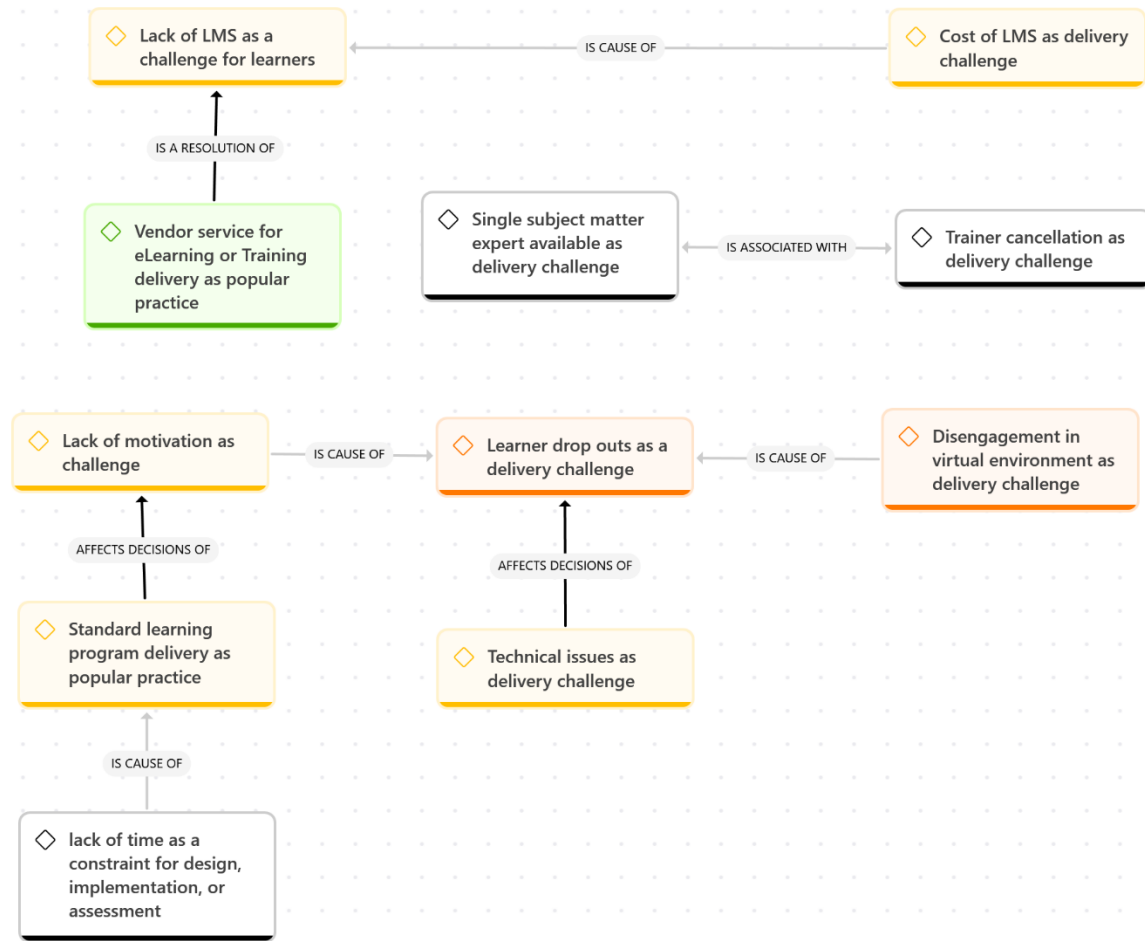 Lack of LMS as a
challenge for learners
IS CAUSE OF
Cost of LMS as delivery
challenge
IS A RESOLUTION OF
Vendor service for
eLearning or Training
delivery as popular
practice
Single subject matter
expert available as
delivery challenge
IS ASSOCIATED WITH
Trainer cancellation as
delivery challenge
Lack of motivation as
challenge
IS CAUSE OF
Learner drop outs as a
delivery challenge
IS CAUSE OF
Disengagement in
virtual environment as
delivery challenge
AFFECTS DECISIONS OF
AFFECTS DECISIONS OF
Standard learning
program delivery as
popular practice
Technical issues as
delivery challenge
IS CAUSE OF
lack of time as a
constraint for design,
implementation, or
assessment